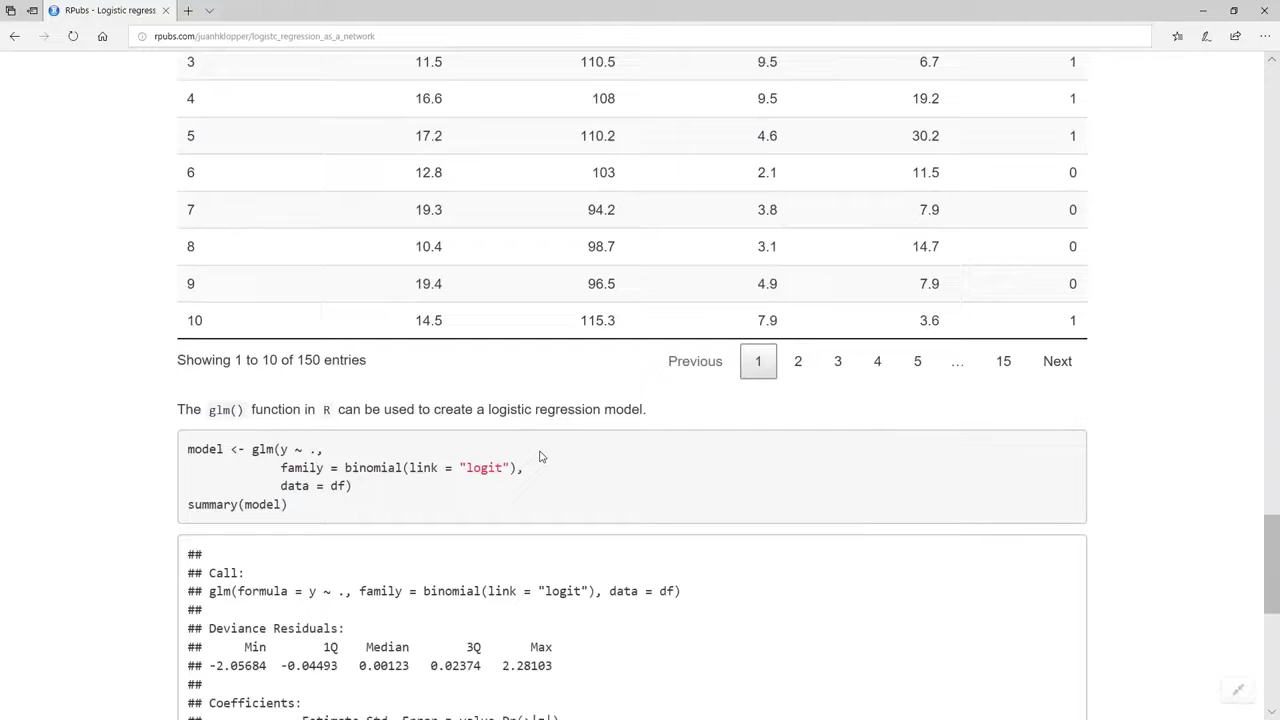 RPubs - Logistic regress
rpubs.com/juanhklopper/logistc_regression_as_a_network
3 11.5 110.5 9.5 6.7 1
4 16.6 108 9.5 19.2 1
5 17.2 110.2 4.6 30.2 1
6 12.8 103 2.1 11.5 0
7 19.3 94.2 3.8 7.9 0
8 10.4 98.7 3.1 14.7 0
9 19.4 96.5 4.9 7.9 0
10 14.5 115.3 7.9 3.6 1
Showing 1 to 10 of 150 entries Previous 1 2 3 4 5 … 15 Next
The glm() function in R can be used to create a logistic regression model.
model <- glm(y ~ .,
family = binomial(link = "logit"),
data = df)
summary(model)
##
## Call:
## glm(formula = y ~ ., family = binomial(link = "logit"), data = df)
##
## Deviance Residuals:
## Min 1Q Median 3Q Max
## -2.05684 -0.04493 0.00123 0.02374 2.28103
##
## Coefficients:
## Estimate Std. Error z value Pr(>|z|)